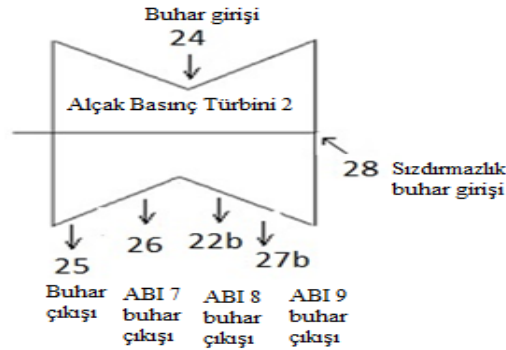 Buhar girişi
24
Alçak Basınç Türbini 2
28 Sızdırmazlık
buhar girişi
25 26 22b 27b
Buhar çıkışı
ABI 7 buhar çıkışı
ABI 8 buhar çıkışı
ABI 9 buhar çıkışı